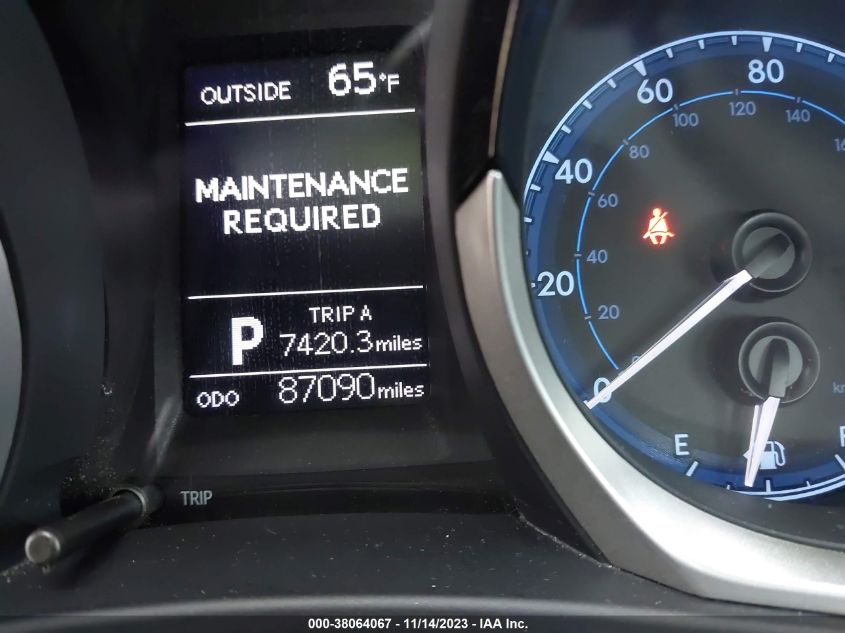 OUTSIDE 65°F
MAINTENANCE
REQUIRED
P
TRIP A
7420.3 miles
ODO 87090 miles
TRIP
0
20
40
60
80
20
40
60
80
100
120
140
E
000-38064067 - 11/14/2023 - IAA Inc.